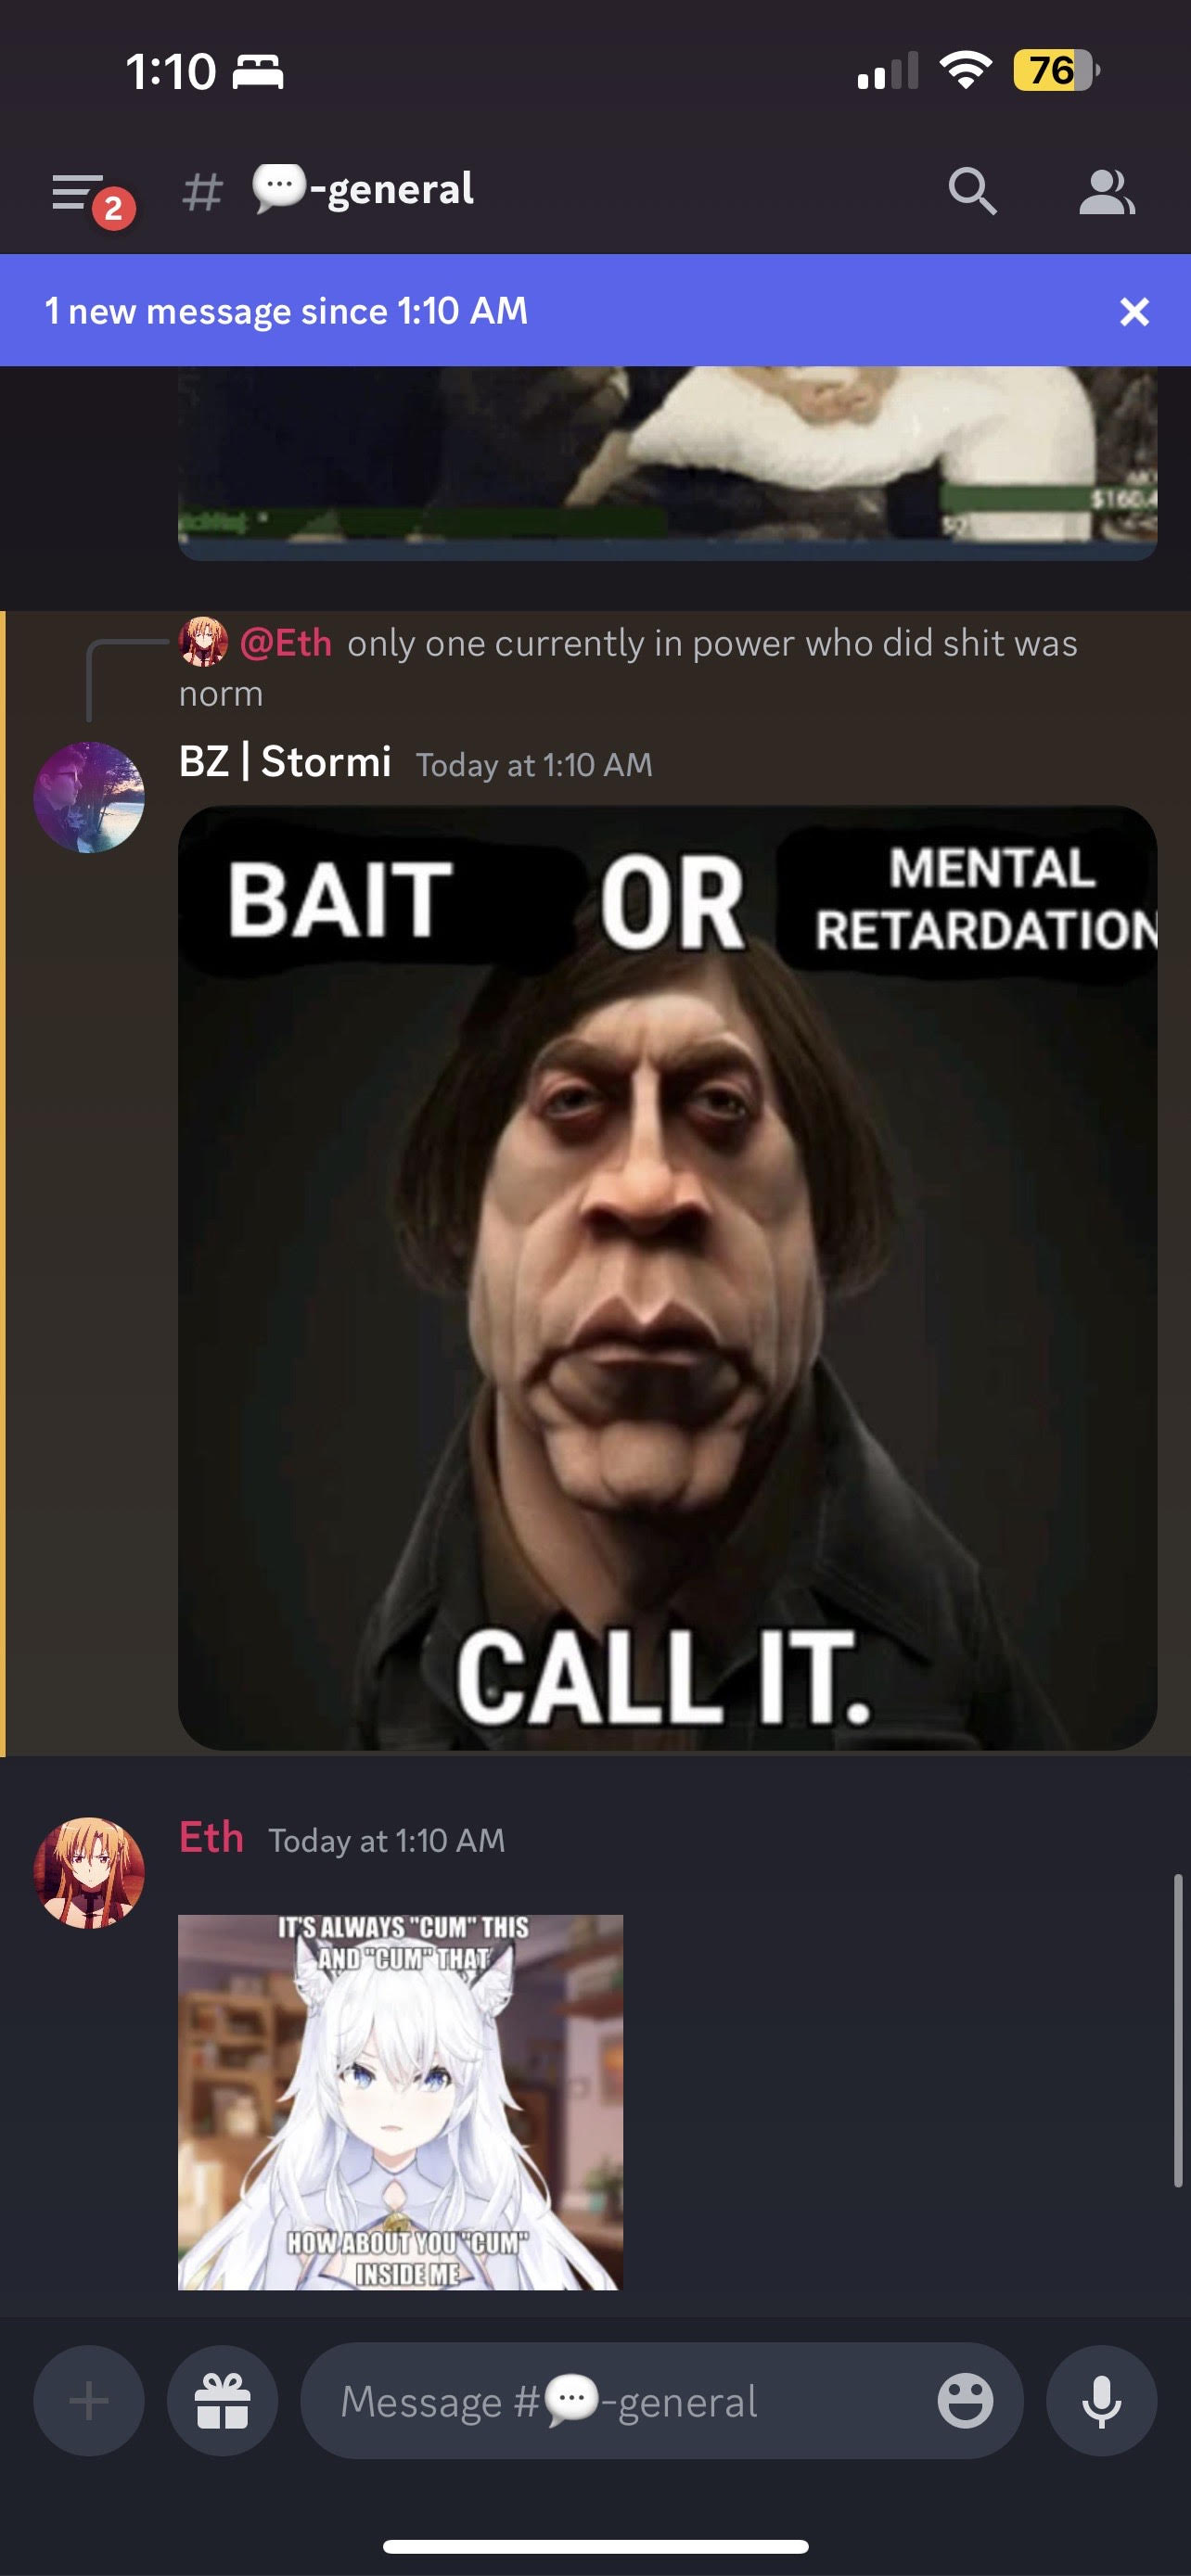 1:10
76
2
# 💬-general
1 new message since 1:10 AM
$160.4
@Eth only one currently in power who did shit was
norm
BZ | Stormi Today at 1:10 AM
BAIT OR MENTAL
RETARDATION
CALL IT.
Eth Today at 1:10 AM
IT'S ALWAYS "CUM" THIS
AND "CUM" THAT
HOW ABOUT YOU "CUM"
INSIDE ME
Message #💬-general